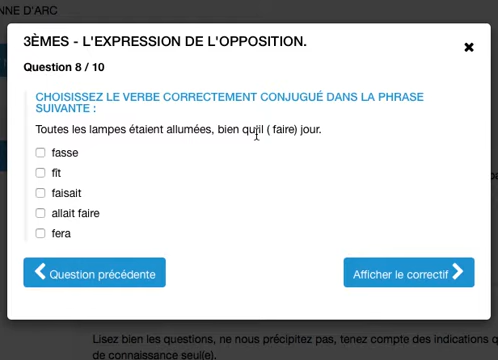 NNE D'ARC
3ÈMES - L'EXPRESSION DE L'OPPOSITION.
Question 8 / 10
CHOISISSEZ LE VERBE CORRECTEMENT CONJUGUÉ DANS LA PHRASE
SUIVANTE :
Toutes les lampes étaient allumées, bien qu'il ( faire) jour.
fasse
fît
faisait
allait faire
fera
Question précédente
Afficher le correctif
Lisez bien les questions, ne nous précipitez pas, tenez compte des indications
de connaissance seul(e).